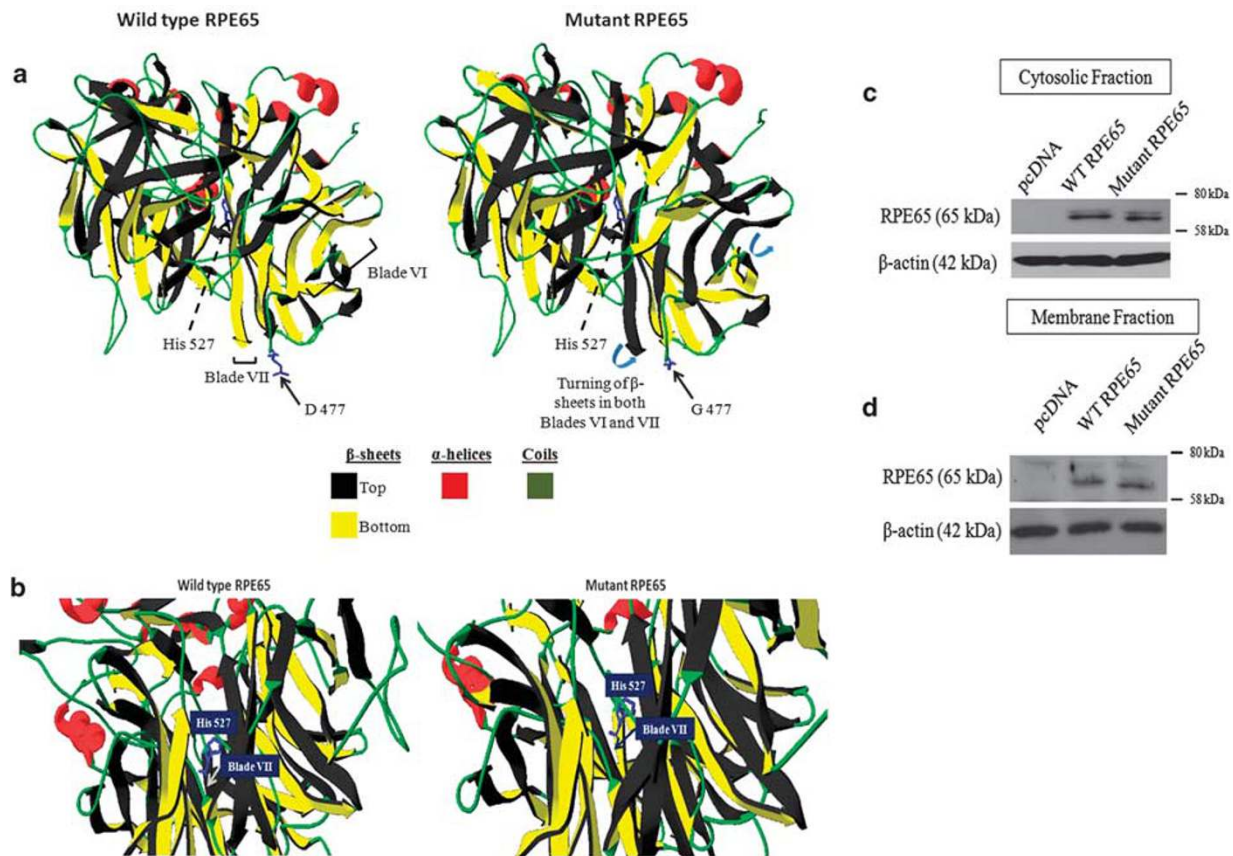 Wild type RPE65
Mutant RPE65
a
His 527
Blade VI
Blade VII
D 477
His 527
Turning of β-
sheets in both
Blades VI and VII
G 477
β-sheets
α-helices
Coils
Top
Bottom
b
Wild type RPE65
Mutant RPE65
His 527
Blade VII
His 527
Blade VII
c
Cytosolic Fraction
pcDNA
WT RPE65
Mutant RPE65
RPE65 (65 kDa)
80 kDa
58 kDa
β-actin (42 kDa)
Membrane Fraction
d
pcDNA
WT RPE65
Mutant RPE65
RPE65 (65 kDa)
80 kDa
58 kDa
β-actin (42 kDa)